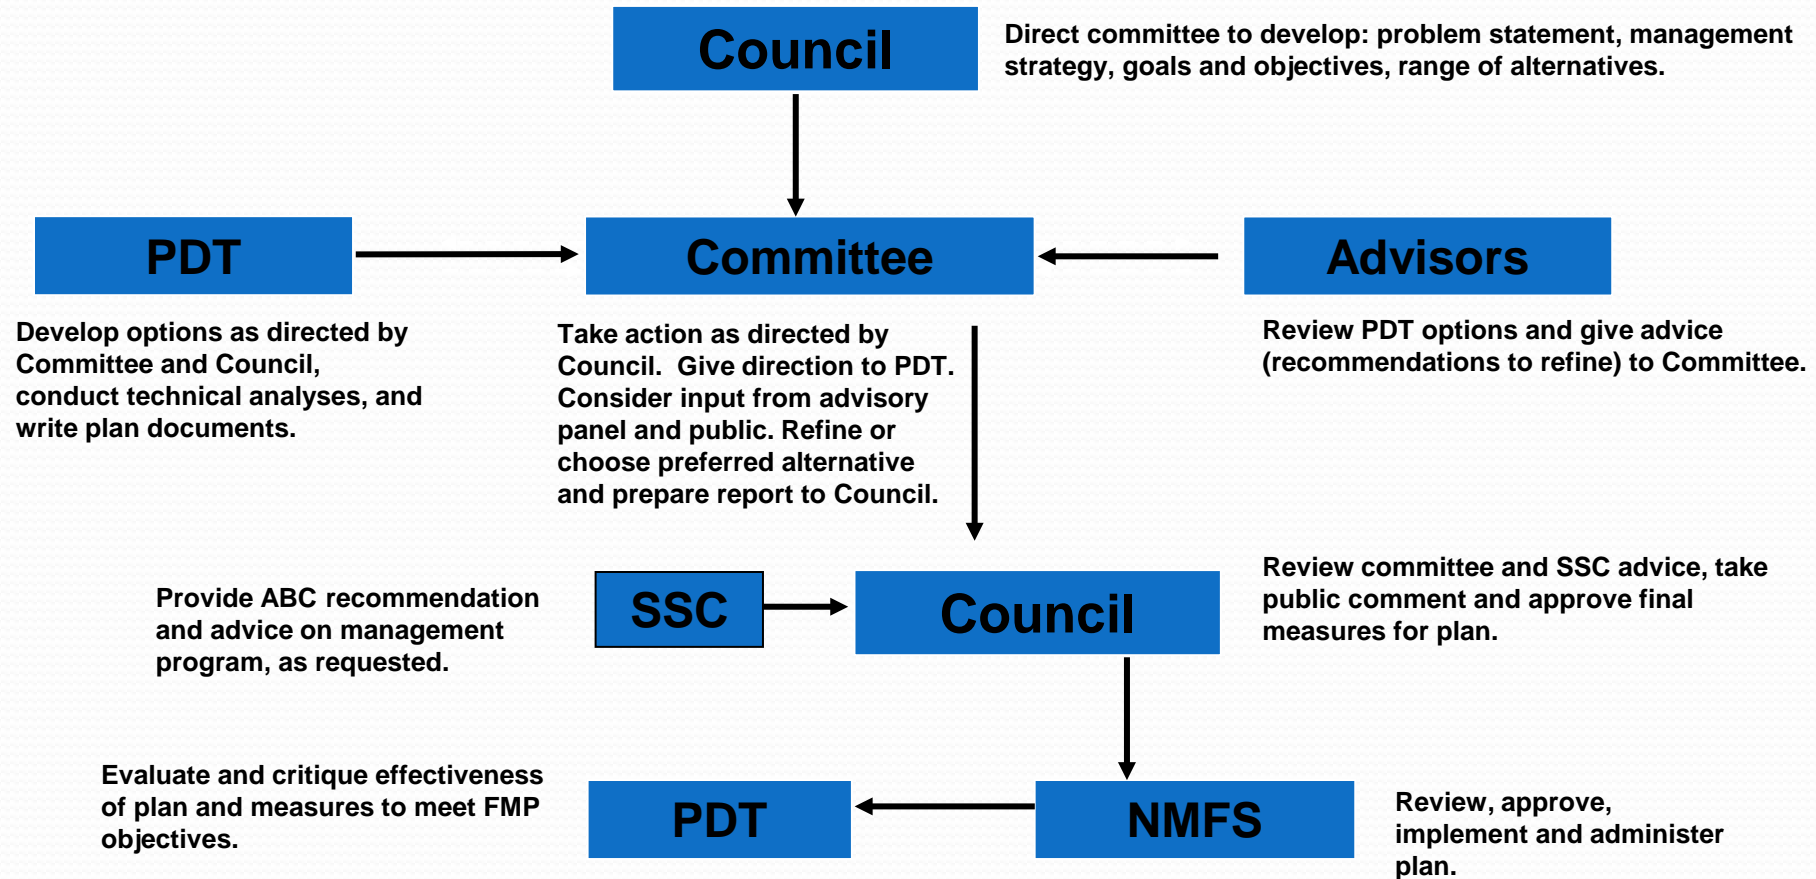 Council
Direct committee to develop: problem statement, management
strategy, goals and objectives, range of alternatives.
PDT
Committee
Advisors
Develop options as directed by
Committee and Council,
conduct technical analyses, and
write plan documents.
Take action as directed by
Council.  Give direction to PDT.
Consider input from advisory
panel and public. Refine or
choose preferred alternative
and prepare report to Council.
Review PDT options and give advice
(recommendations to refine) to Committee.
Provide ABC recommendation
and advice on management
program, as requested.
SSC
Council
Review committee and SSC advice, take
public comment and approve final
measures for plan.
Evaluate and critique effectiveness
of plan and measures to meet FMP
objectives.
PDT
NMFS
Review, approve,
implement and administer
plan.